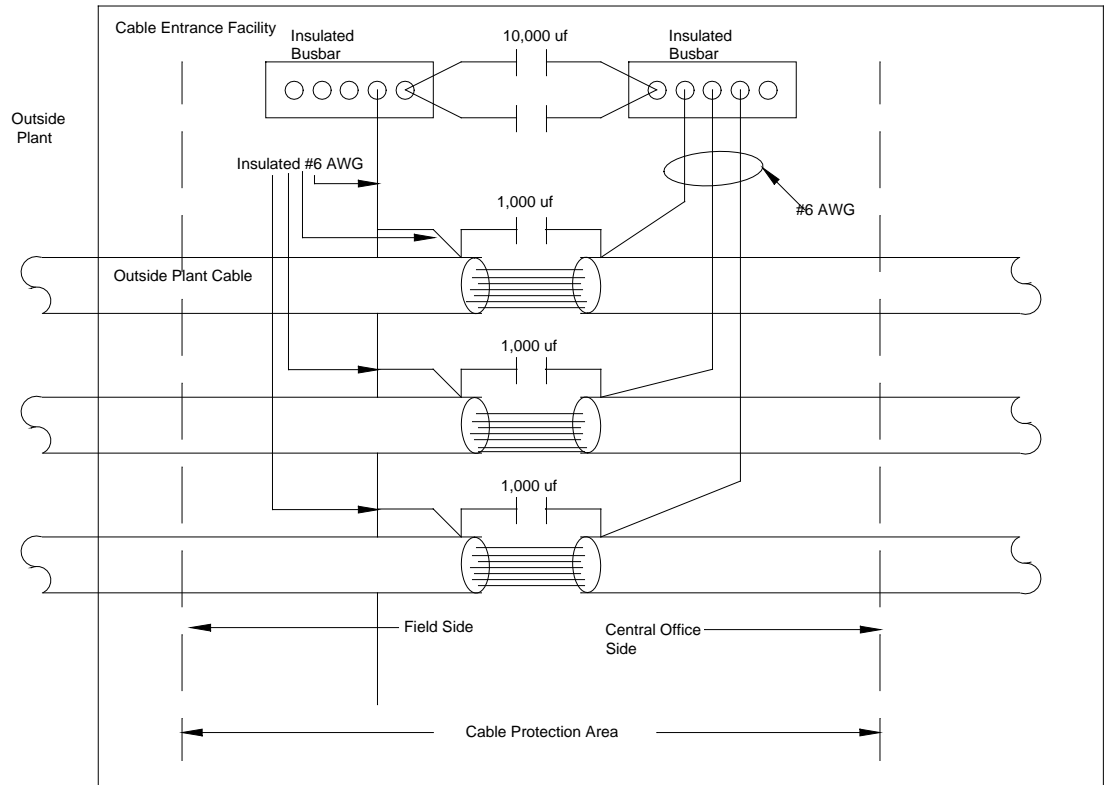 Cable Entrance Facility
Insulated
Busbar
10,000 uf
Insulated
Busbar
Outside
Plant
Insulated #6 AWG
1,000 uf
#6 AWG
Outside Plant Cable
1,000 uf
1,000 uf
Field Side
Central Office
Side
Cable Protection Area